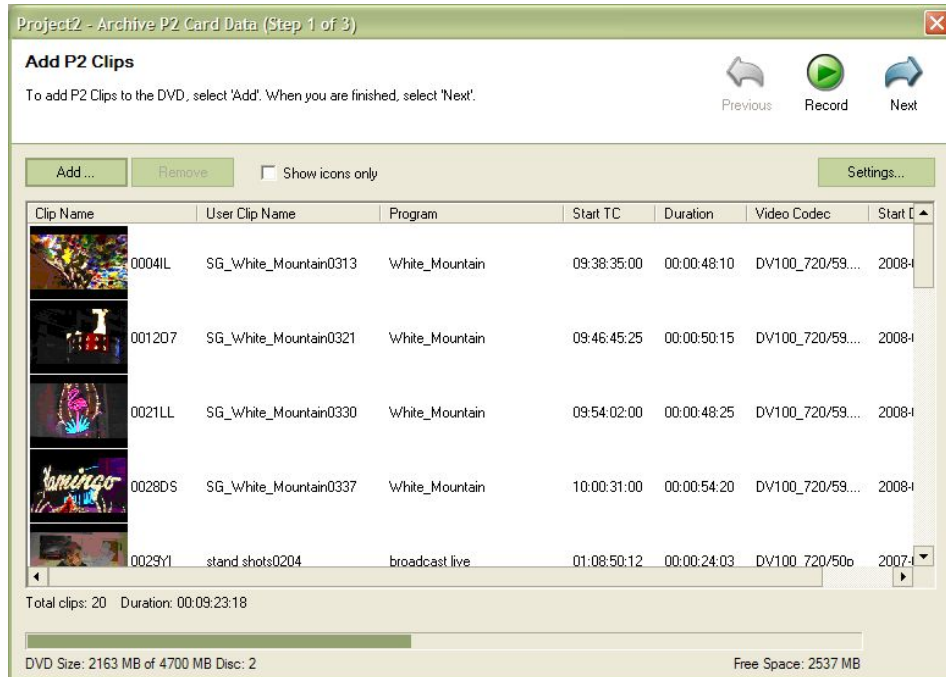 Project2 - Archive P2 Card Data (Step 1 of 3)
Add P2 Clips
To add P2 Clips to the DVD, select 'Add'. When you are finished, select 'Next'.
Previous Record Next
Add ... Remove Show icons only Settings...
Clip Name User Clip Name Program Start TC Duration Video Codec Start D
0004IL SG_White_Mountain0313 White_Mountain 09:38:35:00 00:00:48:10 DV100_720/59.... 2008-
0012O7 SG_White_Mountain0321 White_Mountain 09:46:45:25 00:00:50:15 DV100_720/59.... 2008-
0021LL SG_White_Mountain0330 White_Mountain 09:54:02:00 00:00:48:25 DV100_720/59.... 2008-
Flamingo 0028DS SG_White_Mountain0337 White_Mountain 10:00:31:00 00:00:54:20 DV100_720/59.... 2008-
0029YI stand shots0204 broadcast live 01:08:50:12 00:00:24:03 DV100_720/50p 2007-
Total clips: 20 Duration: 00:09:23:18
DVD Size: 2163 MB of 4700 MB Disc: 2 Free Space: 2537 MB